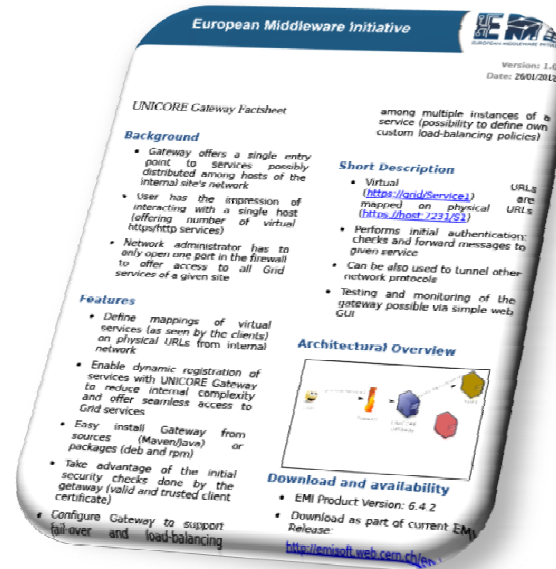 European Middleware Initiative
EUROPEAN MIDDLEWARE INITIATIVE
Version: 1.0
Date: 26/01/2012
UNICORE Gateway Factsheet
Background
• Gateway offers a single entry
point to services possibly
distributed among hosts of the
internal site's network
• User has the impression of
interacting with a single host
(offering number of virtual
https/http services)
• Network administrator has to
only open one port in the firewall
to offer access to all Grid
services of a given site
Features
• Define mappings of virtual
services (as seen by the clients)
on physical URLs from internal
network
• Enable dynamic registration of
services with UNICORE Gateway
to reduce internal complexity
and offer seamless access to
Grid services
• Easy install Gateway from
sources (Maven/Java) or
packages (deb and rpm)
• Take advantage of the initial
security checks done by the
getaway (valid and trusted client
certificate)
• Configure Gateway to support
fail-over and load-balancing
among multiple instances of a
service (possibility to define own
custom load-balancing policies)
Short Description
• Virtual URLs
(https://grid/Service1) are
mapped on physical URLs
(https://host:7231/S1)
• Performs initial authentication
checks and forward messages to
given service
• Can be also used to tunnel other
network protocols
• Testing and monitoring of the
gateway possible via simple web
GUI
Architectural Overview
UNICORE
Download and availability
• EMI Product Version: 6.4.2
• Download as part of current EMI
Release:
http://emisoft.web.cern.ch/em